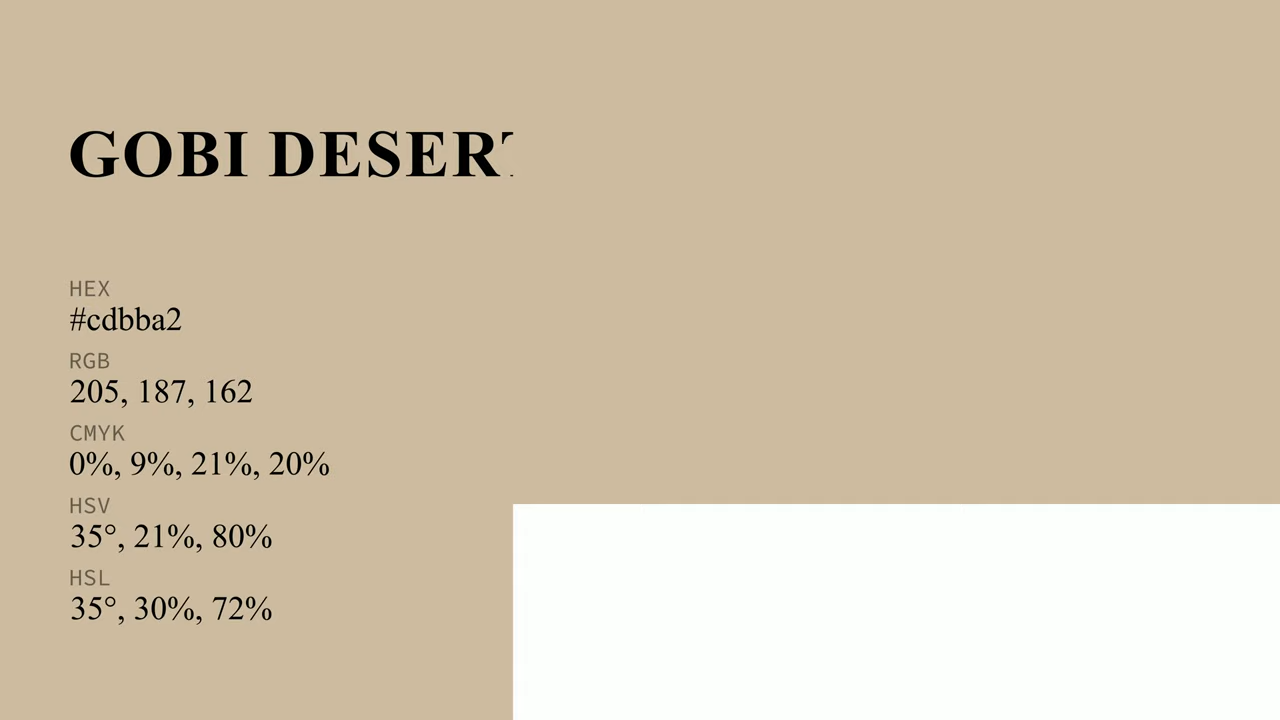 GOBI DESERT
HEX
#cdbba2
RGB
205, 187, 162
CMYK
0%, 9%, 21%, 20%
HSV
35°, 21%, 80%
HSL
35°, 30%, 72%